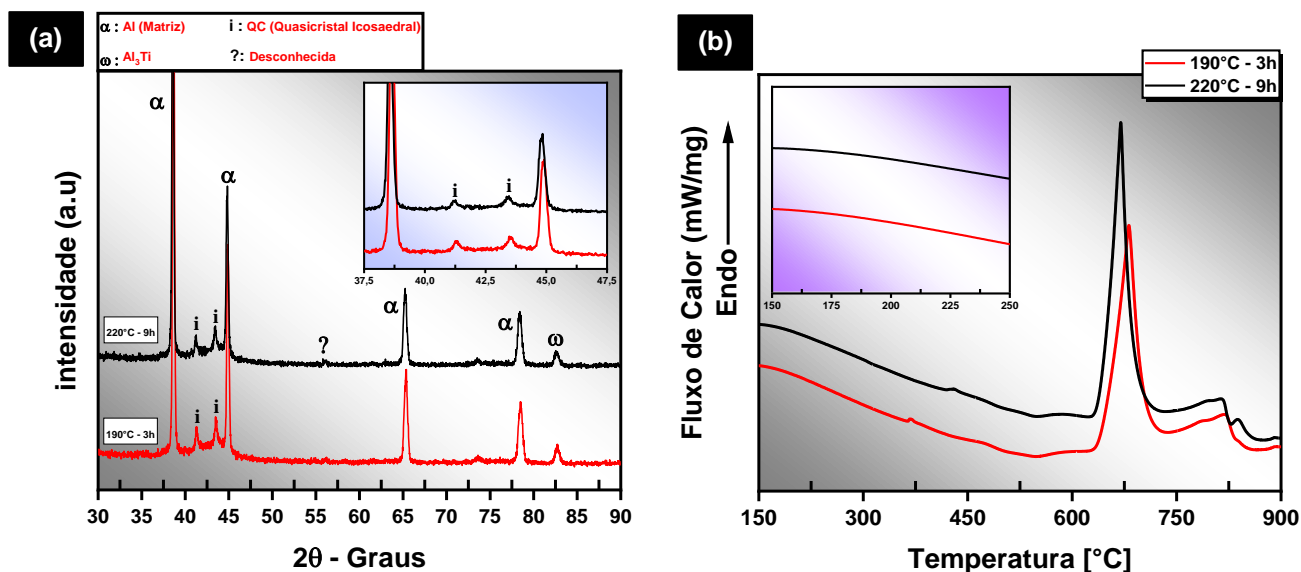 (a)
α : Al (Matriz) i : QC (Quasicristal Icosaedral)
ω : Al₃Ti ?: Desconhecida
α
α
i
i
?
α
α
ω
220°C - 9h
i
i
190°C - 3h
i
i
37,5 40,0 42,5 45,0 47,5
30 35 40 45 50 55 60 65 70 75 80 85 90
2θ - Graus
intensidade (a.u)
(b)
190°C - 3h
220°C - 9h
150 175 200 225 250
150 300 450 600 750 900
Temperatura [°C]
Fluxo de Calor (mW/mg)
Endo